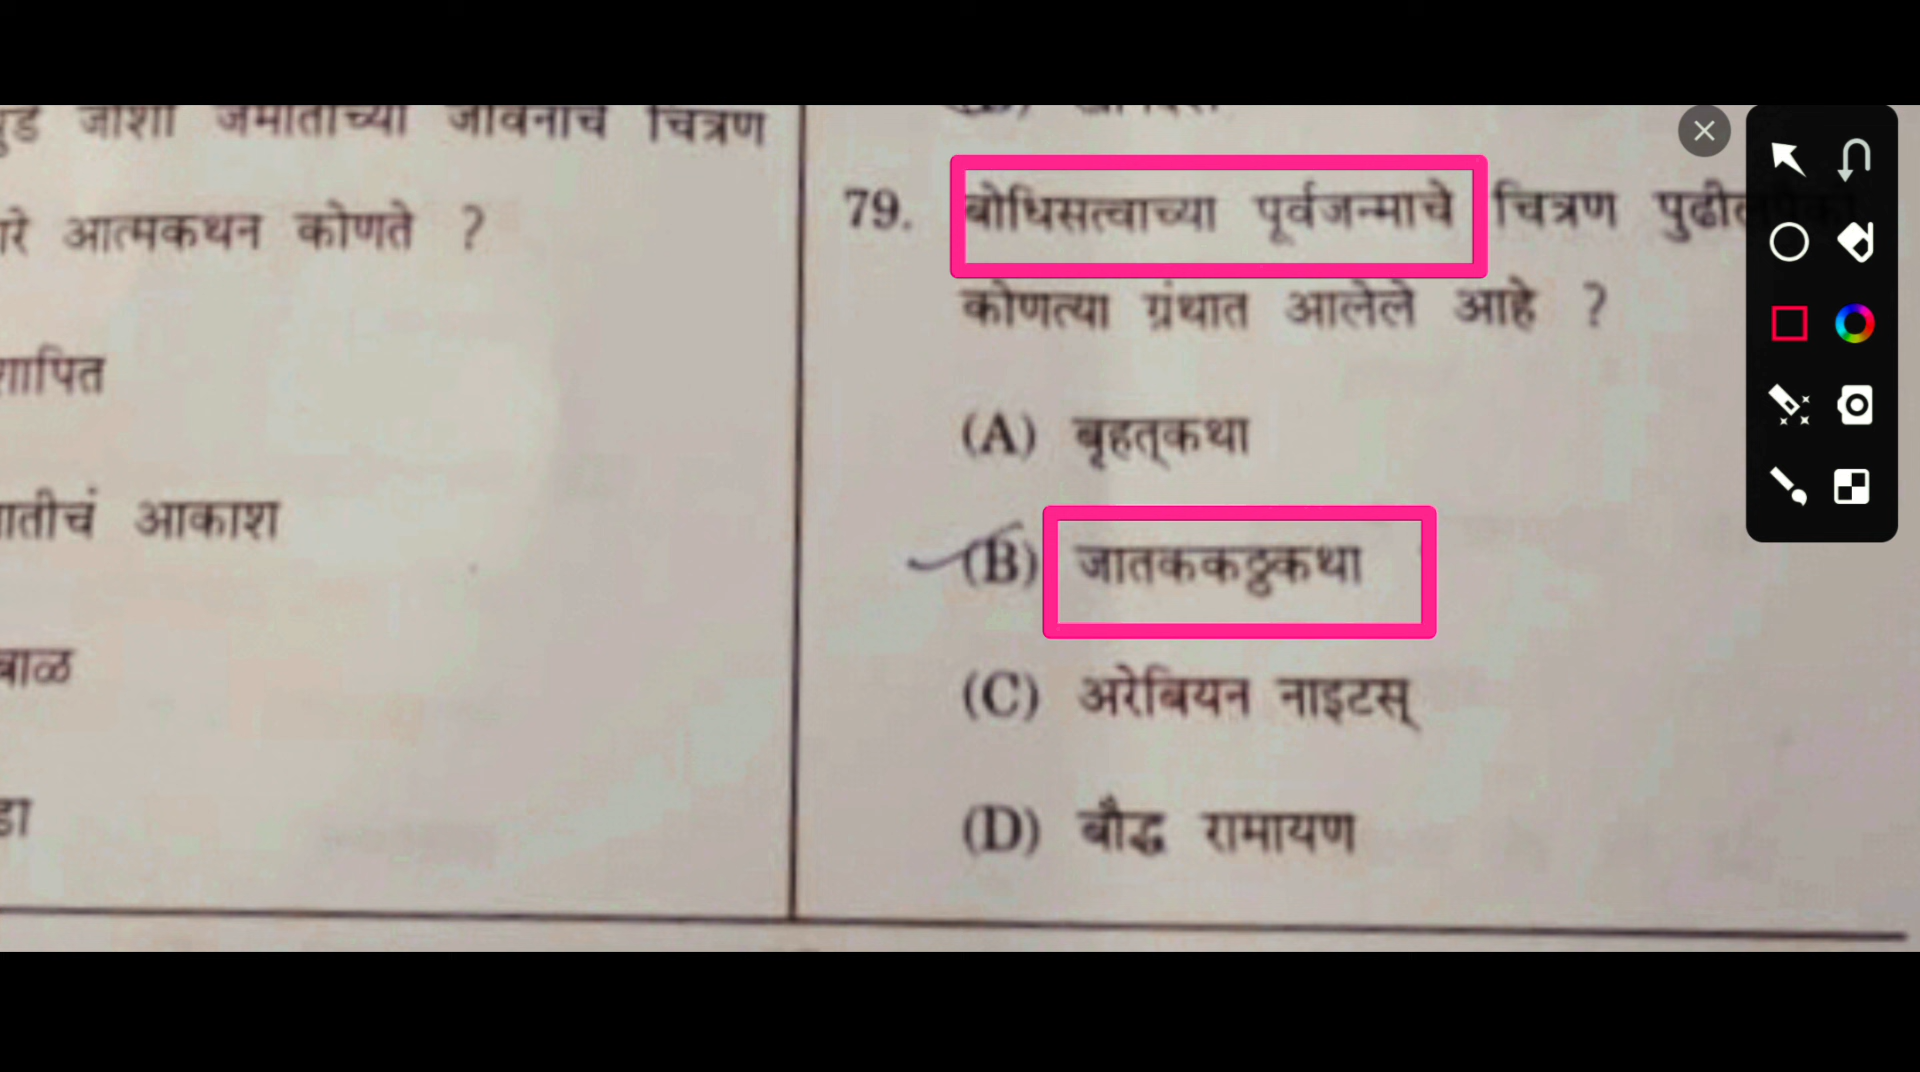 जोशी जमातीच्या जीवनाचे चित्रण
आत्मकथन कोणते ?
आकाश
79. बोधिसत्वाच्या पूर्वजन्माचे चित्रण
कोणत्या ग्रंथात आलेले आहे ?
(A) बृहत्‌कथा
(B) जातककठ्ठकथा
(C) अरेबियन नाइटस्
(D) बौद्ध रामायण